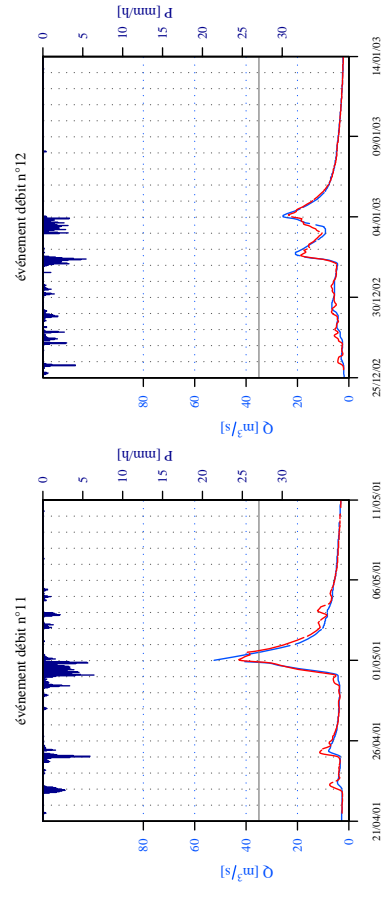 événement débit n°11
P [mm/h]
0 5 10 15 20 25 30
Q [m³/s]
0 20 40 60 80
21/04/01 26/04/01 01/05/01 06/05/01 11/05/01
événement débit n°12
P [mm/h]
0 5 10 15 20 25 30
Q [m³/s]
0 20 40 60 80
25/12/02 30/12/02 04/01/03 09/01/03 14/01/03